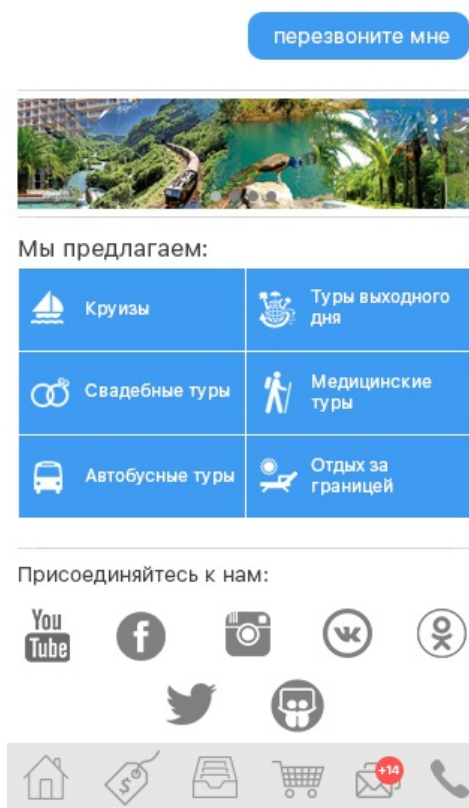 перезвоните мне
Мы предлагаем:
Круизы
Туры выходного
дня
Свадебные туры
Медицинские
туры
Автобусные туры
Отдых за
границей
Присоединяйтесь к нам:
You
Tube
+14